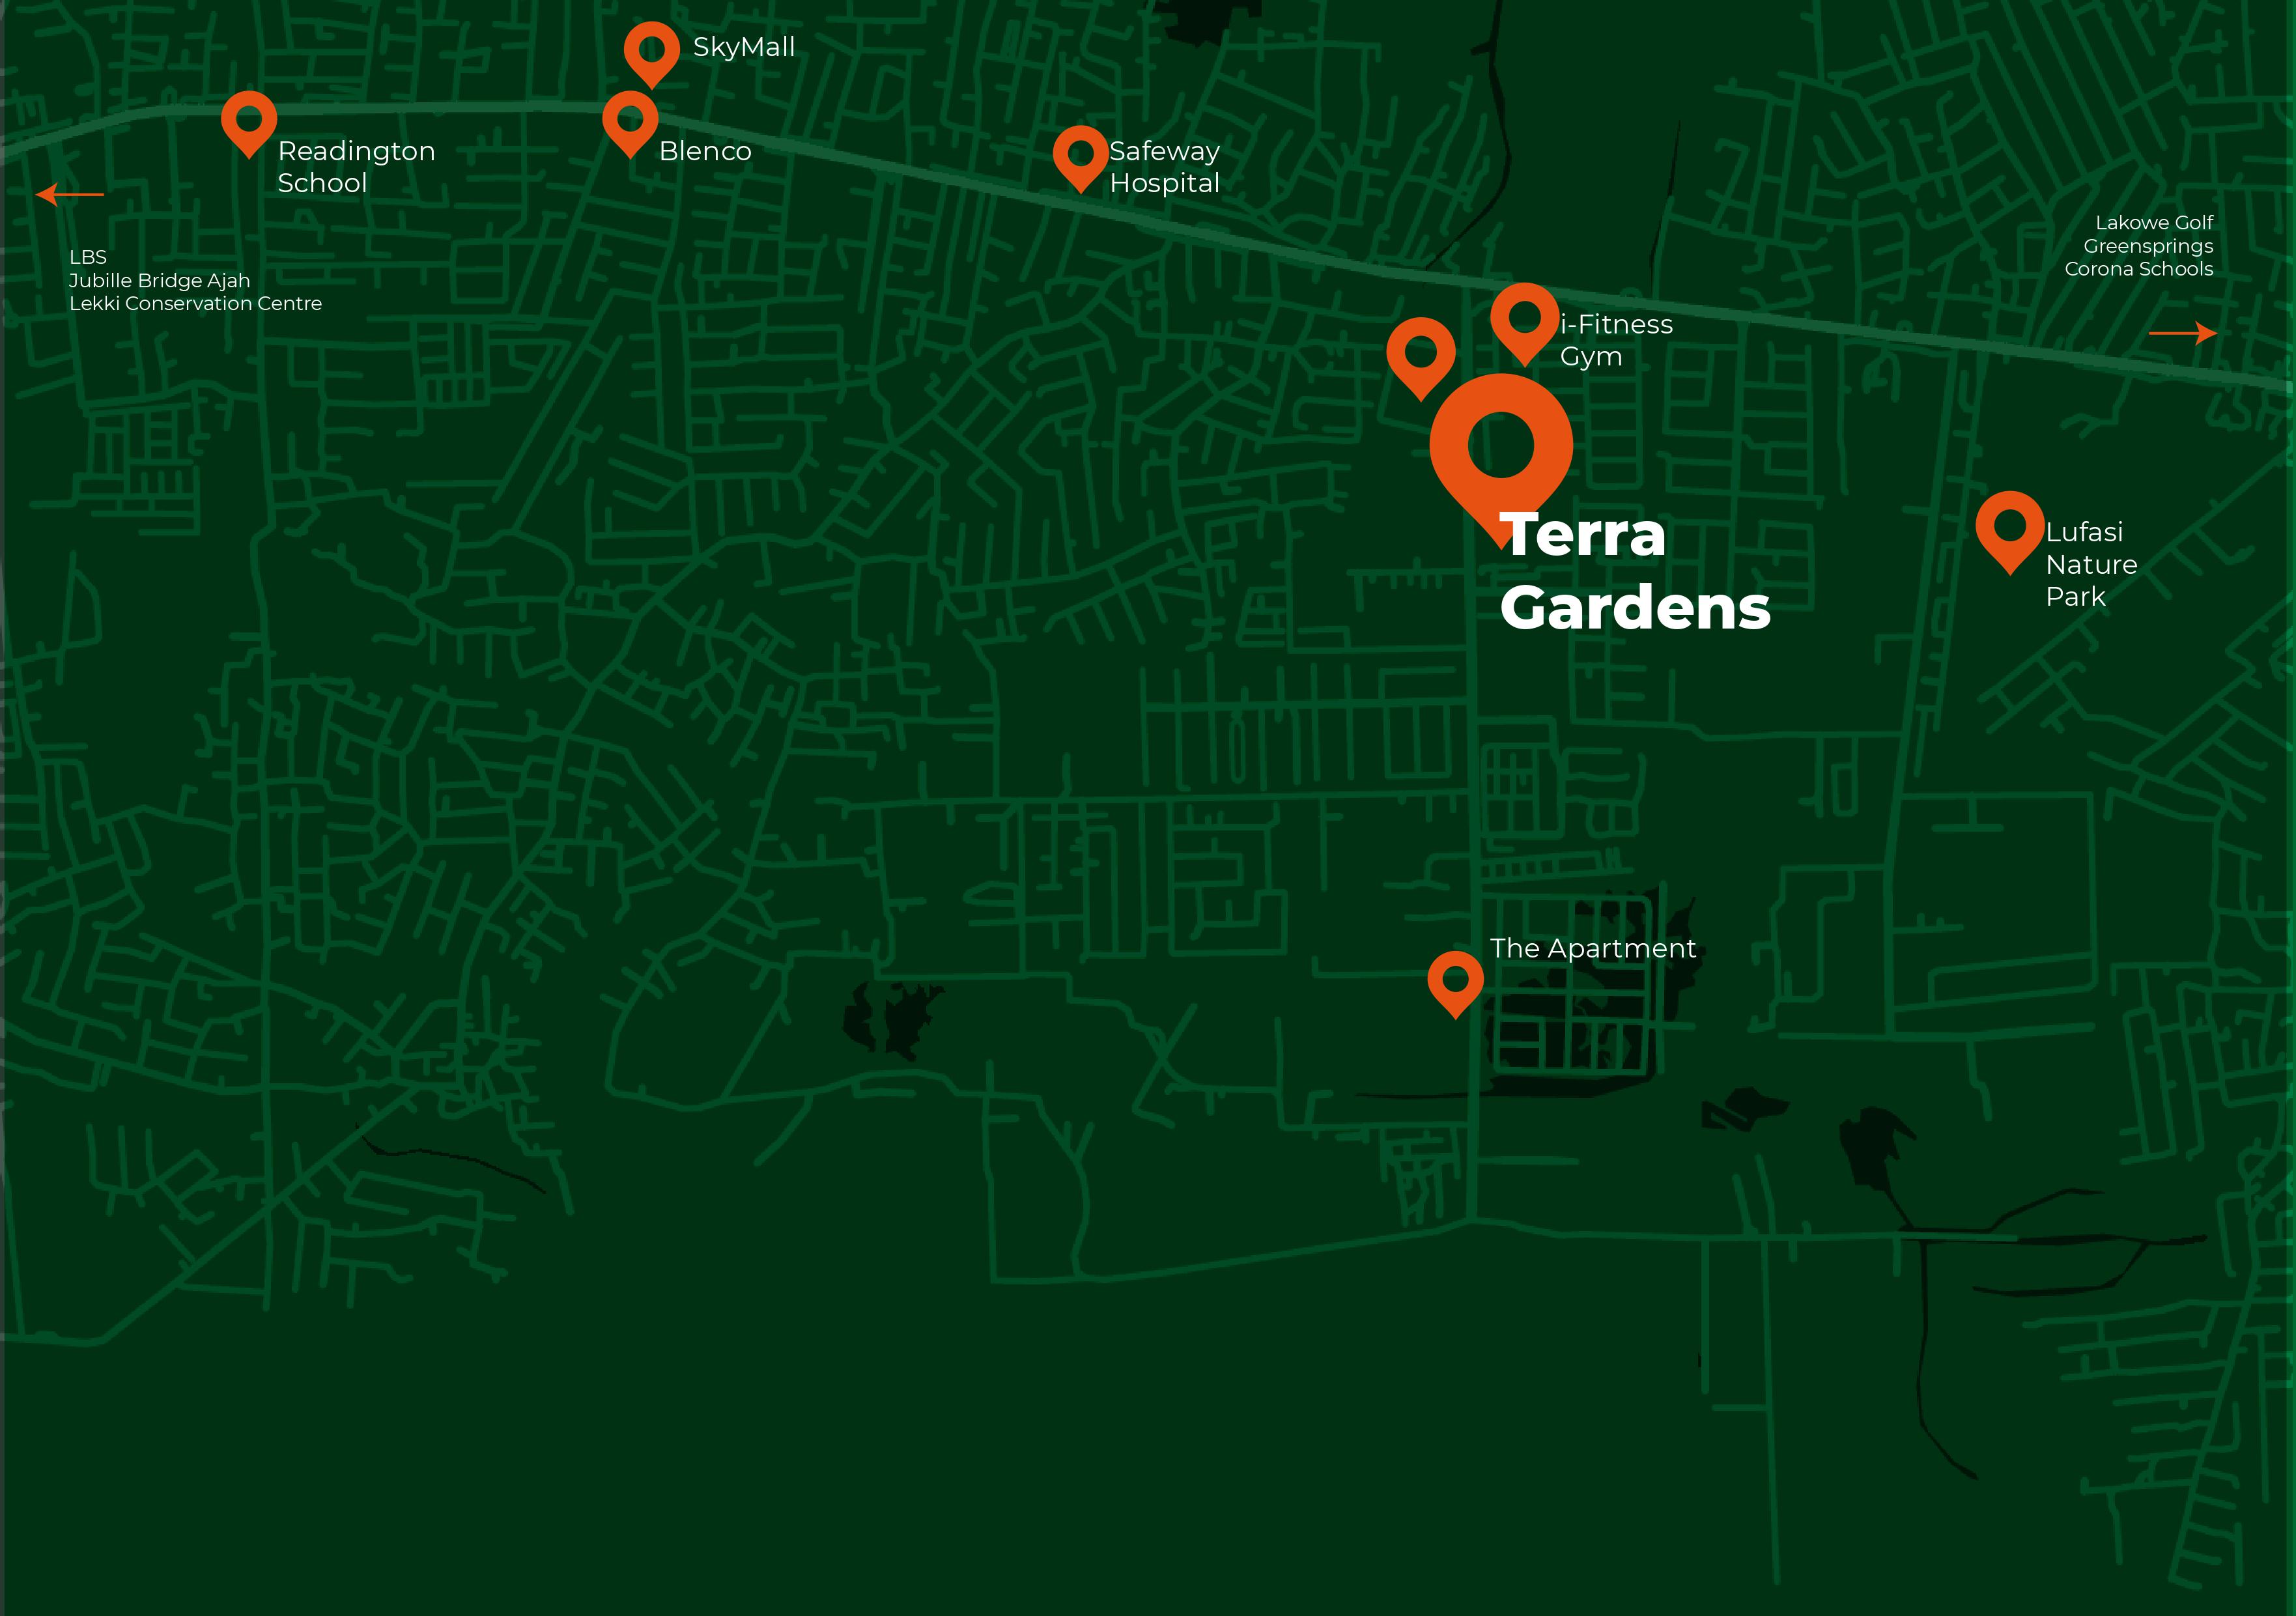 SkyMall
Readington
School
Blenco
Safeway
Hospital
LBS
Jubille Bridge Ajah
Lekki Conservation Centre
Lakowe Golf
Greensprings
Corona Schools
i-Fitness
Gym
Terra
Gardens
Lufasi
Nature
Park
The Apartment